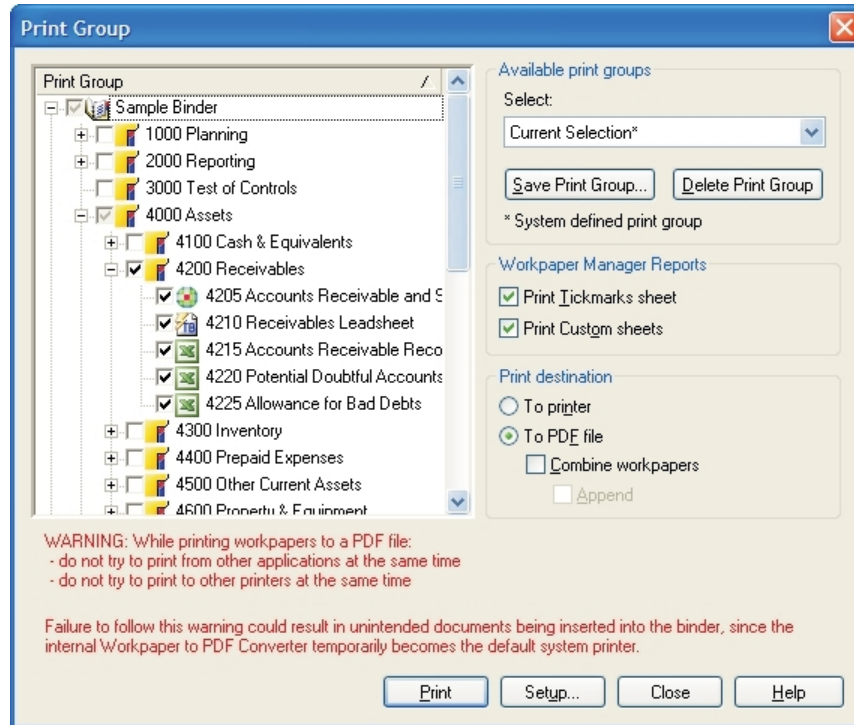 Print Group
Print Group
Sample Binder
1000 Planning
2000 Reporting
3000 Test of Controls
4000 Assets
4100 Cash & Equivalents
4200 Receivables
4205 Accounts Receivable and S
4210 Receivables Leadsheet
4215 Accounts Receivable Reco
4220 Potential Doubtful Accounts
4225 Allowance for Bad Debts
4300 Inventory
4400 Prepaid Expenses
4500 Other Current Assets
4600 Property & Equipment
Available print groups
Select:
Current Selection*
Save Print Group... Delete Print Group
* System defined print group
Workpaper Manager Reports
Print Tickmarks sheet
Print Custom sheets
Print destination
To printer
To PDF file
Combine workpapers
Append
WARNING: While printing workpapers to a PDF file:
- do not try to print from other applications at the same time
- do not try to print to other printers at the same time
Failure to follow this warning could result in unintended documents being inserted into the binder, since the
internal Workpaper to PDF Converter temporarily becomes the default system printer.
Print Setup... Close Help